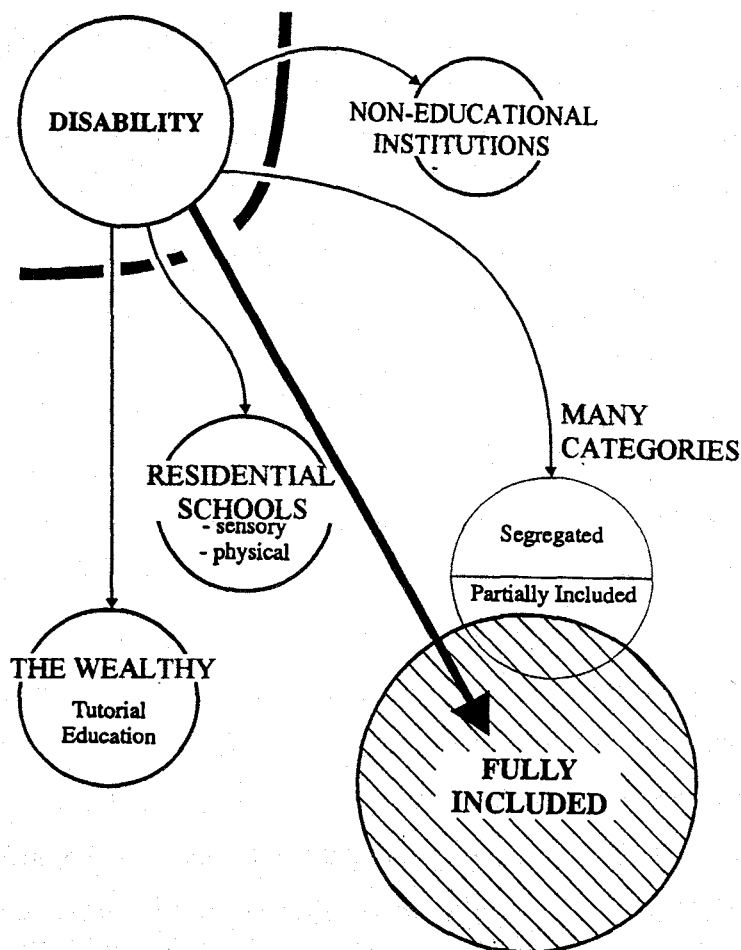 DISABILITY
NON-EDUCATIONAL
INSTITUTIONS
MANY
CATEGORIES
RESIDENTIAL
SCHOOLS
- sensory
- physical
Segregated
Partially Included
THE WEALTHY
Tutorial
Education
FULLY
INCLUDED